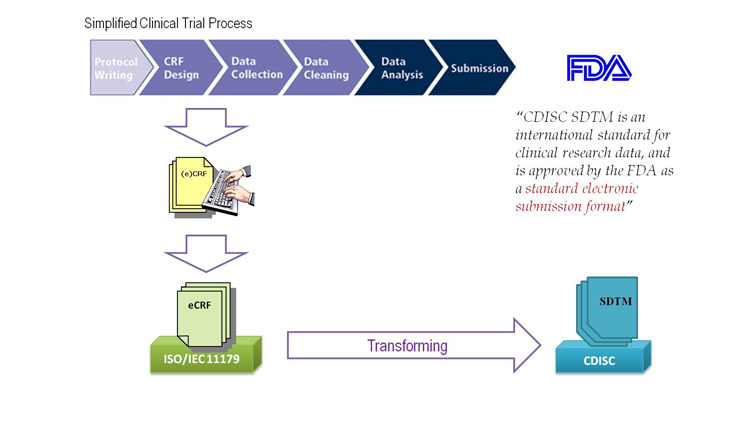 Simplified Clinical Trial Process
Protocol
Writing
CRF
Design
Data
Collection
Data
Cleaning
Data
Analysis
Submission
FDA
“CDISC SDTM is an
international standard for
clinical research data, and
is approved by the FDA as
a standard electronic
submission format”
(e)CRF
eCRF
ISO/IEC 11179
Transforming
SDTM
CDISC